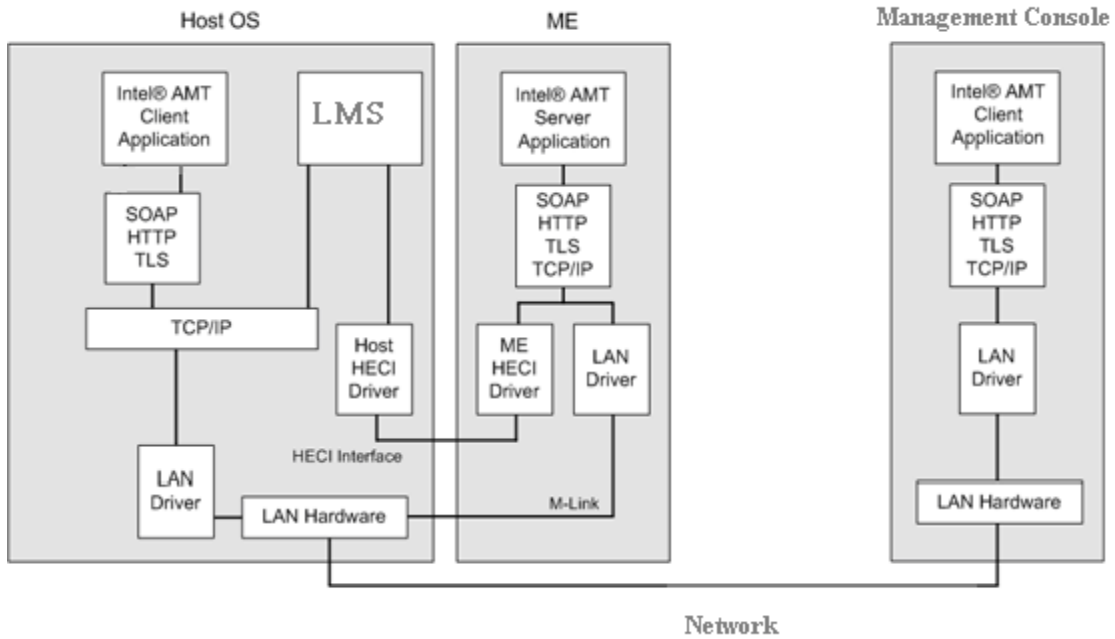 Host OS
ME
Management Console
Intel® AMT
Client
Application
LMS
SOAP
HTTP
TLS
TCP/IP
Host
HECI
Driver
LAN
Driver
HECI Interface
LAN Hardware
Intel® AMT
Server
Application
SOAP
HTTP
TLS
TCP/IP
ME
HECI
Driver
LAN
Driver
M-Link
Intel® AMT
Client
Application
SOAP
HTTP
TLS
TCP/IP
LAN
Driver
LAN Hardware
Network